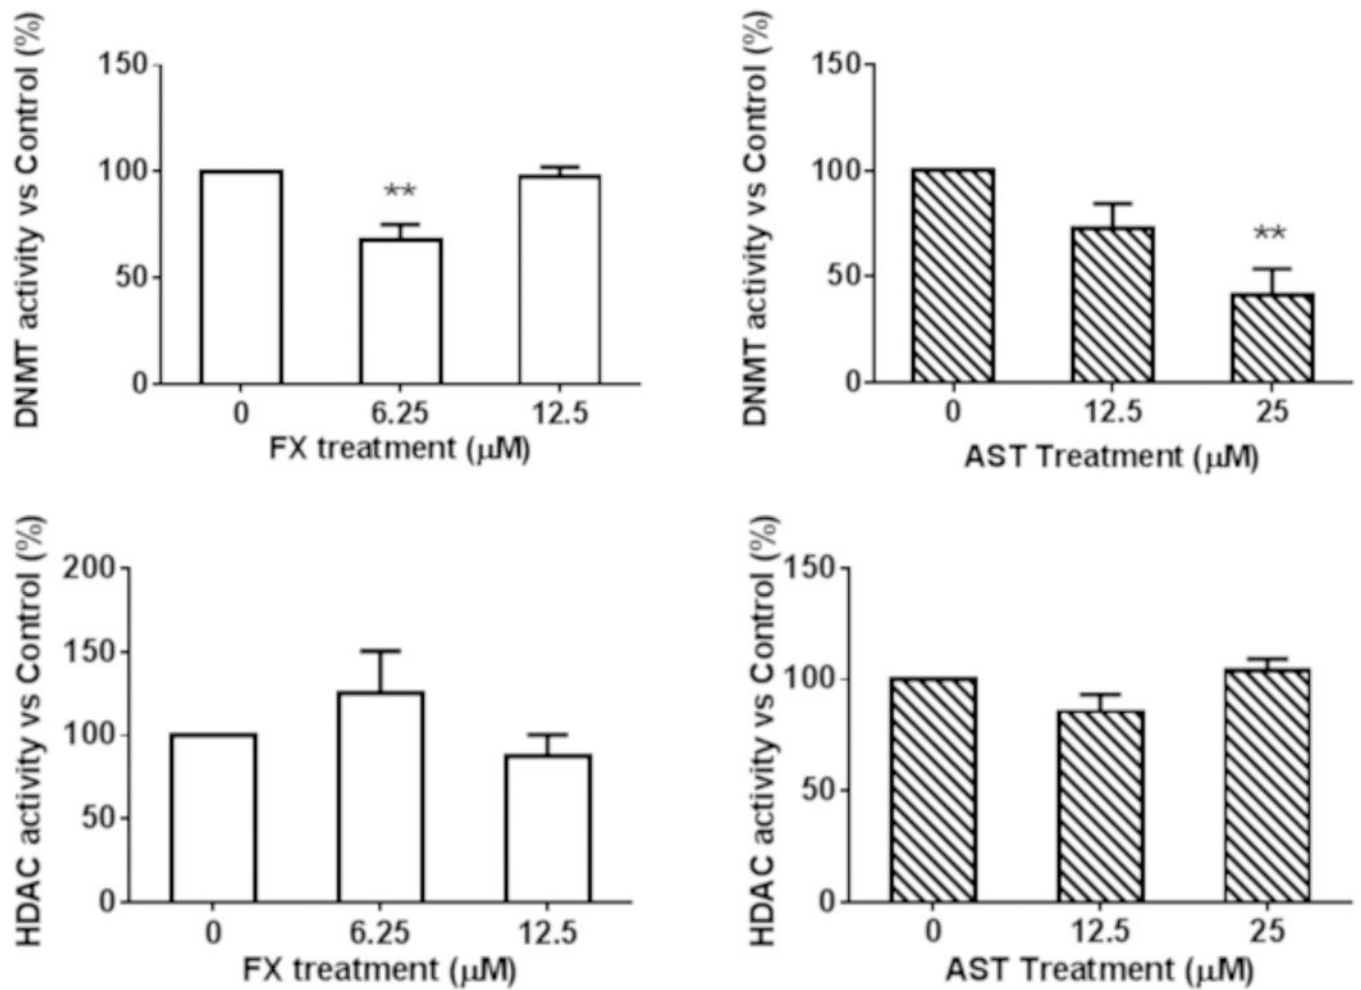 DNMT activity vs Control (%)
150
100
50
0
**
0 6.25 12.5
FX treatment (μM)
DNMT activity vs Control (%)
150
100
50
0
**
0 12.5 25
AST Treatment (μM)
HDAC activity vs Control (%)
200
150
100
50
0
0 6.25 12.5
FX treatment (μM)
HDAC activity vs Control (%)
150
100
50
0
0 12.5 25
AST Treatment (μM)